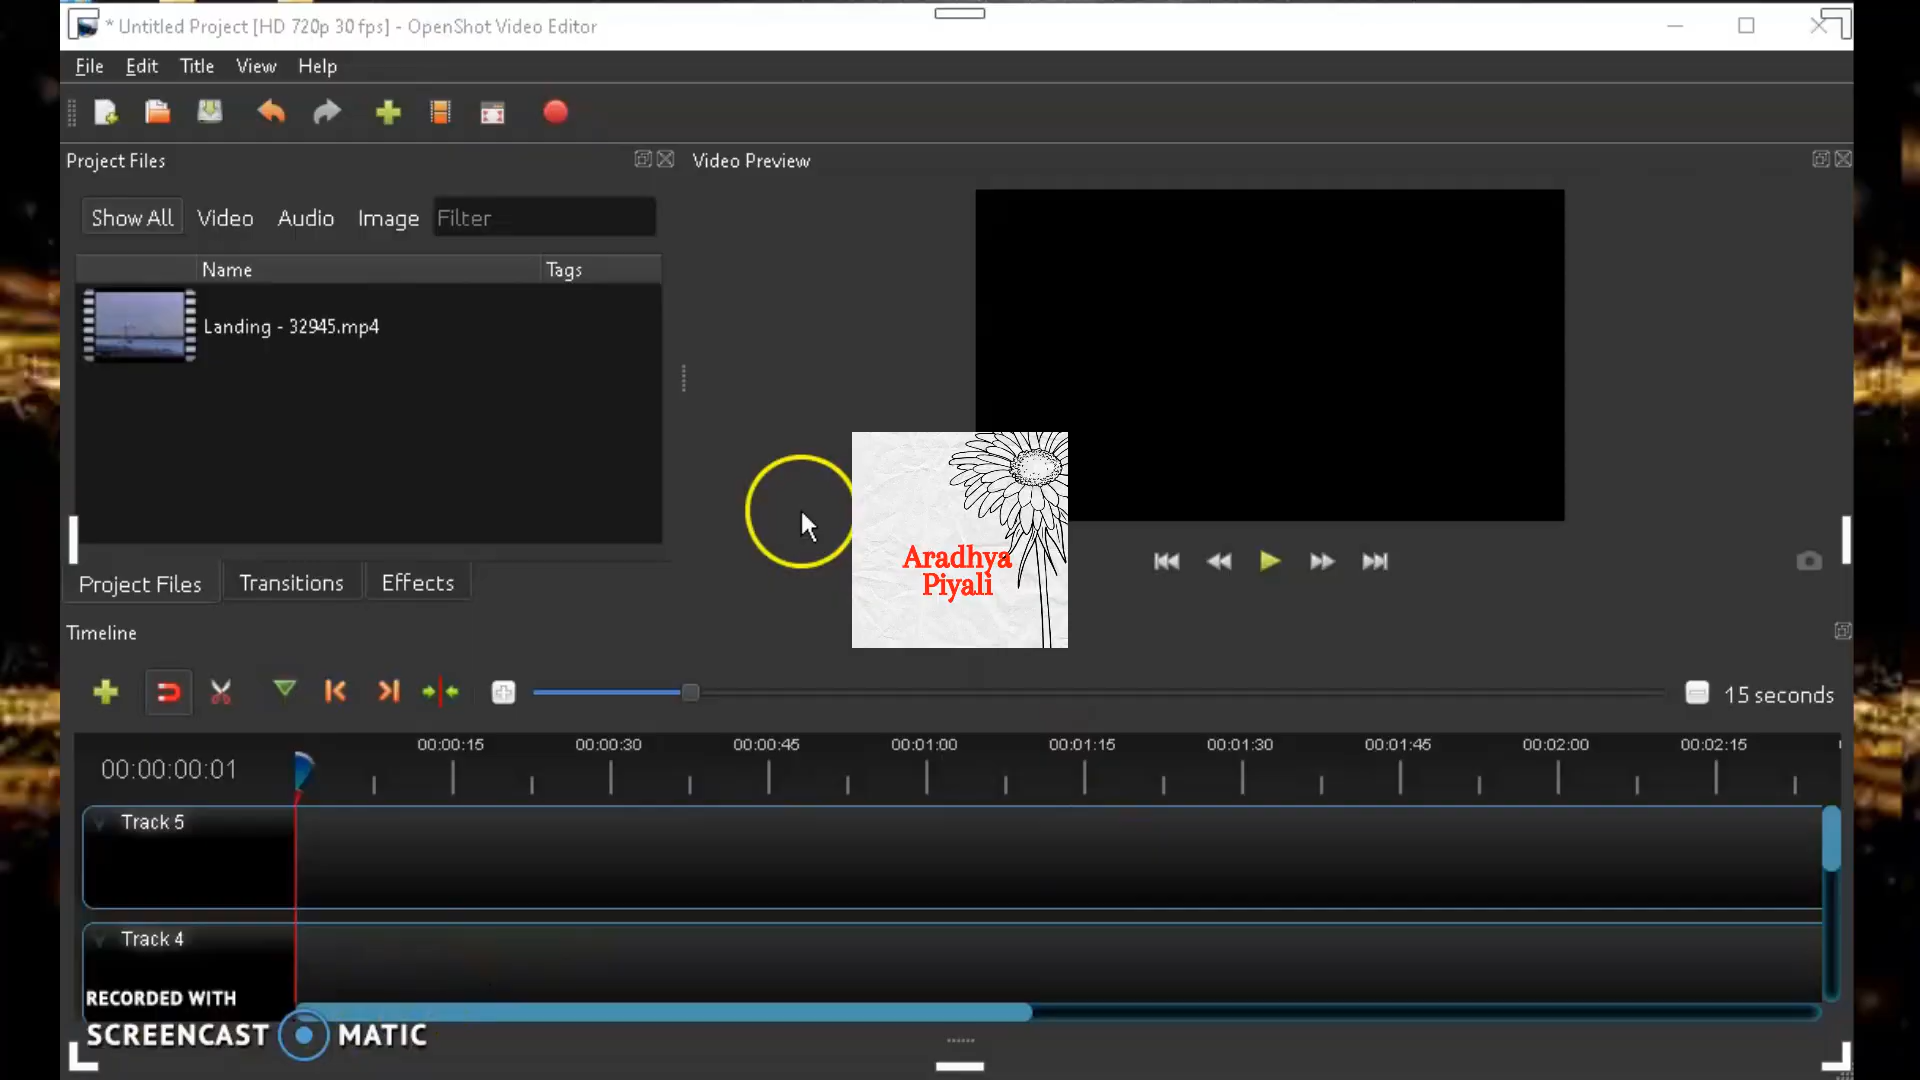 * Untitled Project [HD 720p 30 fps] - OpenShot Video Editor
File Edit Title View Help
Project Files
Video Preview
Show All Video Audio Image Filter
Name Tags
Landing - 32945.mp4
Aradhya
Piyali
Project Files Transitions Effects
Timeline
15 seconds
00:00:00:01
00:00:15 00:00:30 00:00:45 00:01:00 00:01:15 00:01:30 00:01:45 00:02:00 00:02:15
Track 5
Track 4
RECORDED WITH
SCREENCAST MATIC